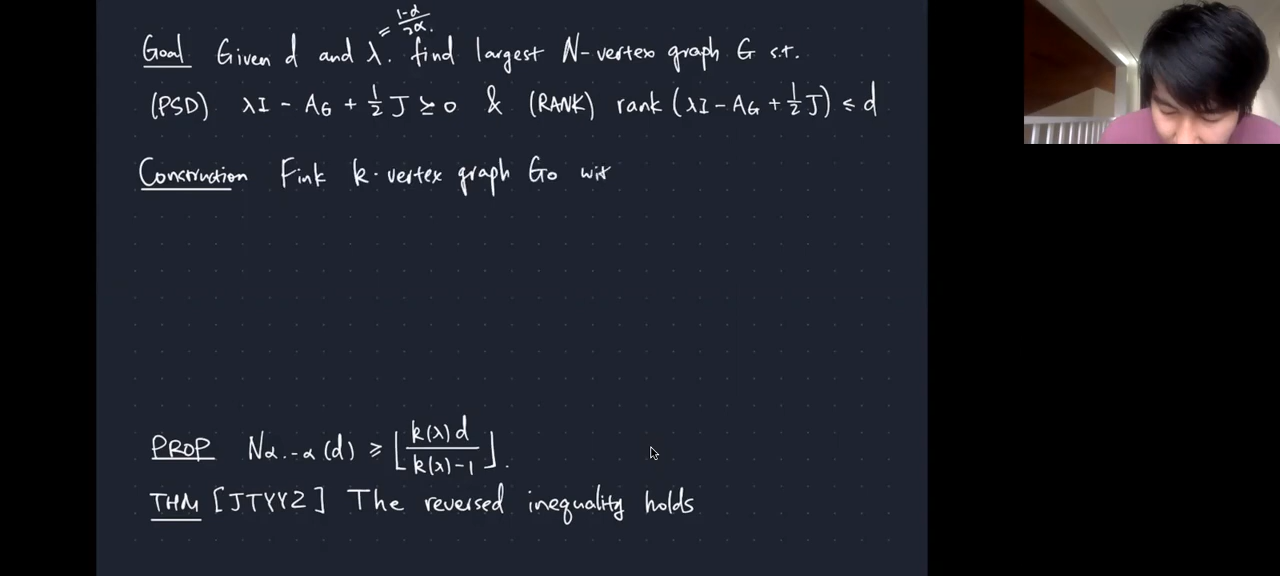 Goal Given d and λ = (1-α)/2α. find largest N-vertex graph G s.t.
(PSD) λI - A_G + 1/2 J ≥ 0 & (RANK) rank (λI - A_G + 1/2 J) ≤ d
Construction Fink k-vertex graph G₀ wit
PROP Nα,-α(d) ≥ ⌊k(λ)d / k(λ)-1⌋.
THM [JTYYZ] The reversed inequality holds